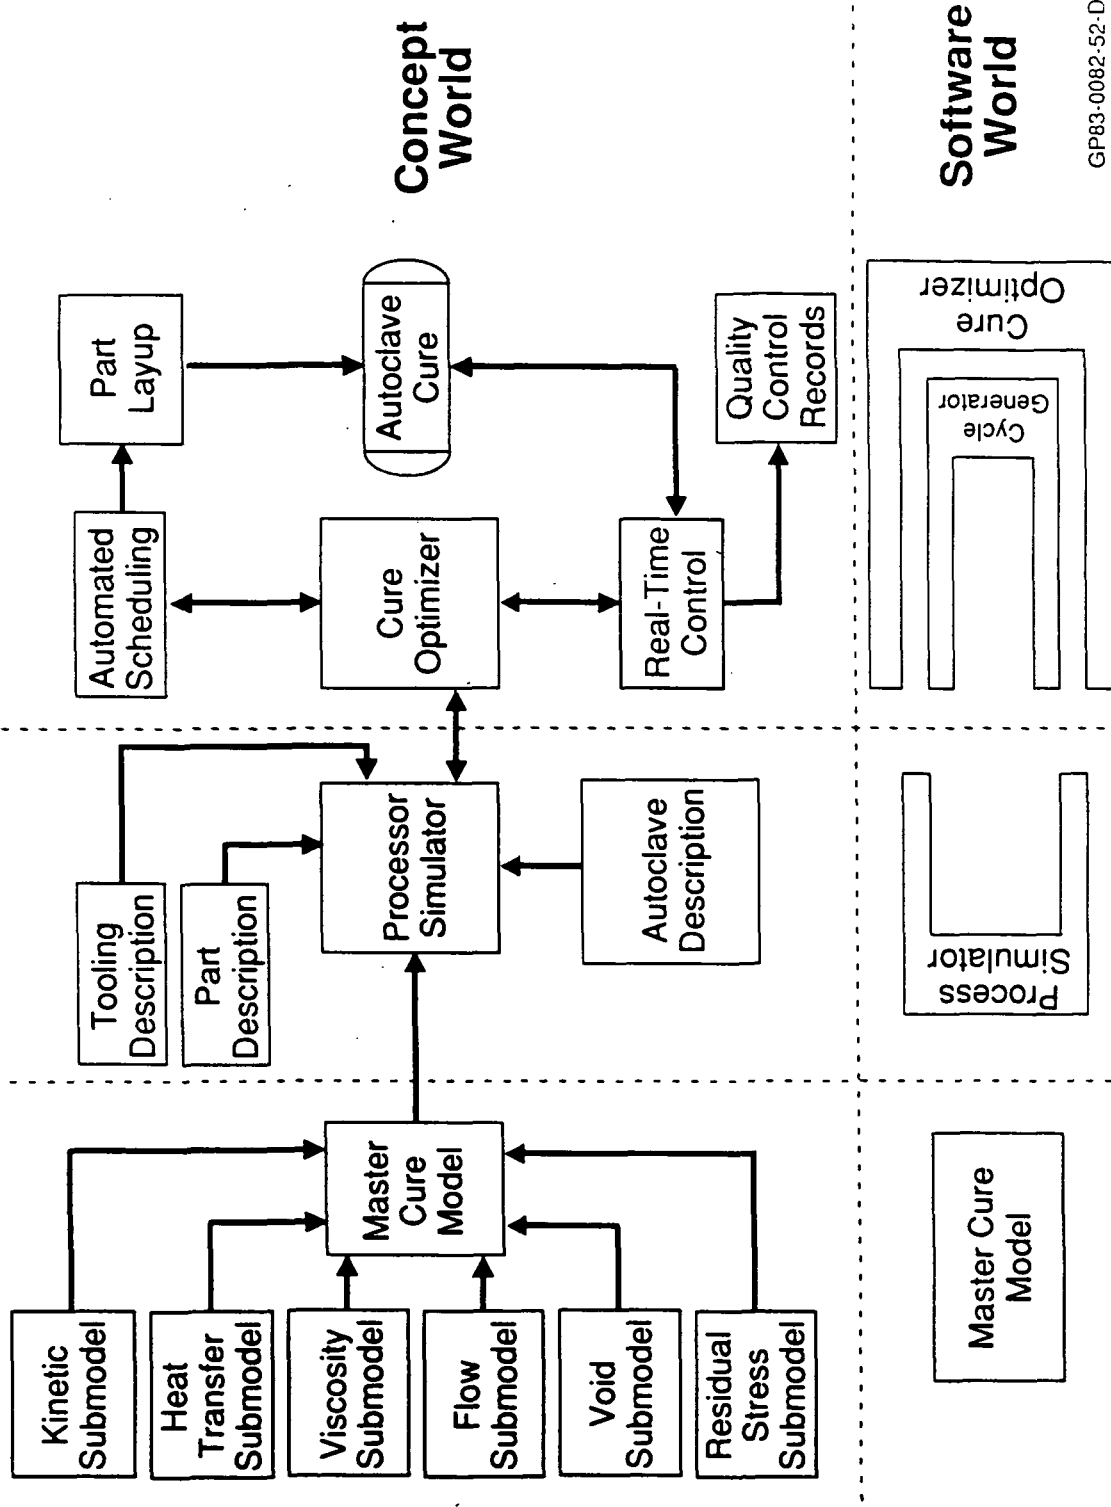 Kinetic
Submodel
Heat
Transfer
Submodel
Viscosity
Submodel
Flow
Submodel
Void
Submodel
Residual
Stress
Submodel
Master
Cure
Model
Tooling
Description
Part
Description
Processor
Simulator
Autoclave
Description
Automated
Scheduling
Cure
Optimizer
Real-Time
Control
Part
Layup
Autoclave
Cure
Quality
Control
Records
Concept
World
Master Cure
Model
Process
Simulator
Cycle
Generator
Cure
Optimizer
Software
World
GP83-0082-52-D